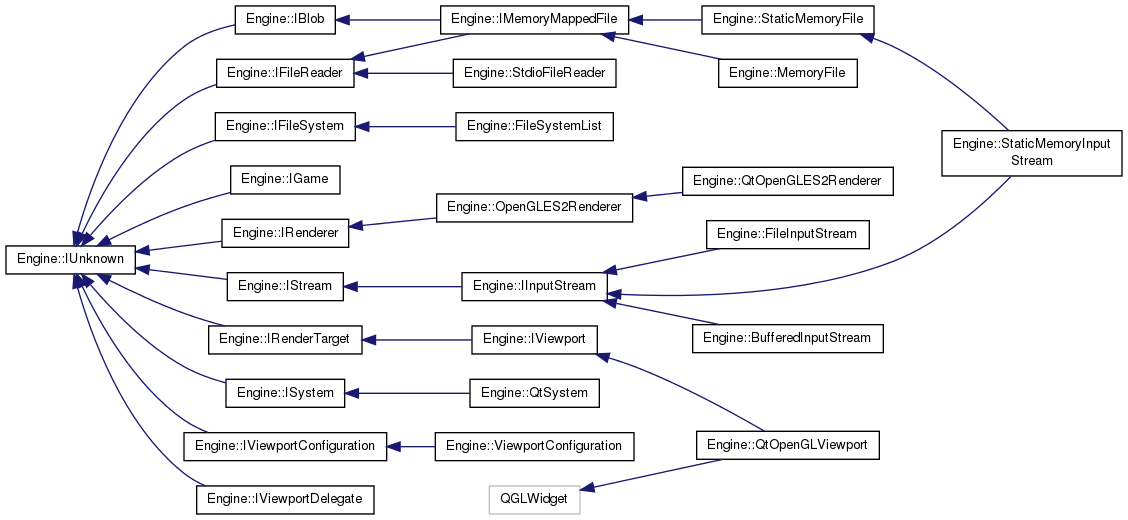 Engine::IBlob
Engine::IMemoryMappedFile
Engine::StaticMemoryFile
Engine::IFileReader
Engine::StdioFileReader
Engine::MemoryFile
Engine::IFileSystem
Engine::FileSystemList
Engine::StaticMemoryInput
Stream
Engine::IGame
Engine::QtOpenGLES2Renderer
Engine::OpenGLES2Renderer
Engine::IRenderer
Engine::FileInputStream
Engine::IUnknown
Engine::IStream
Engine::IInputStream
Engine::IRenderTarget
Engine::IViewport
Engine::BufferedInputStream
Engine::ISystem
Engine::QtSystem
Engine::IViewportConfiguration
Engine::ViewportConfiguration
Engine::QtOpenGLViewport
Engine::IViewportDelegate
QGLWidget